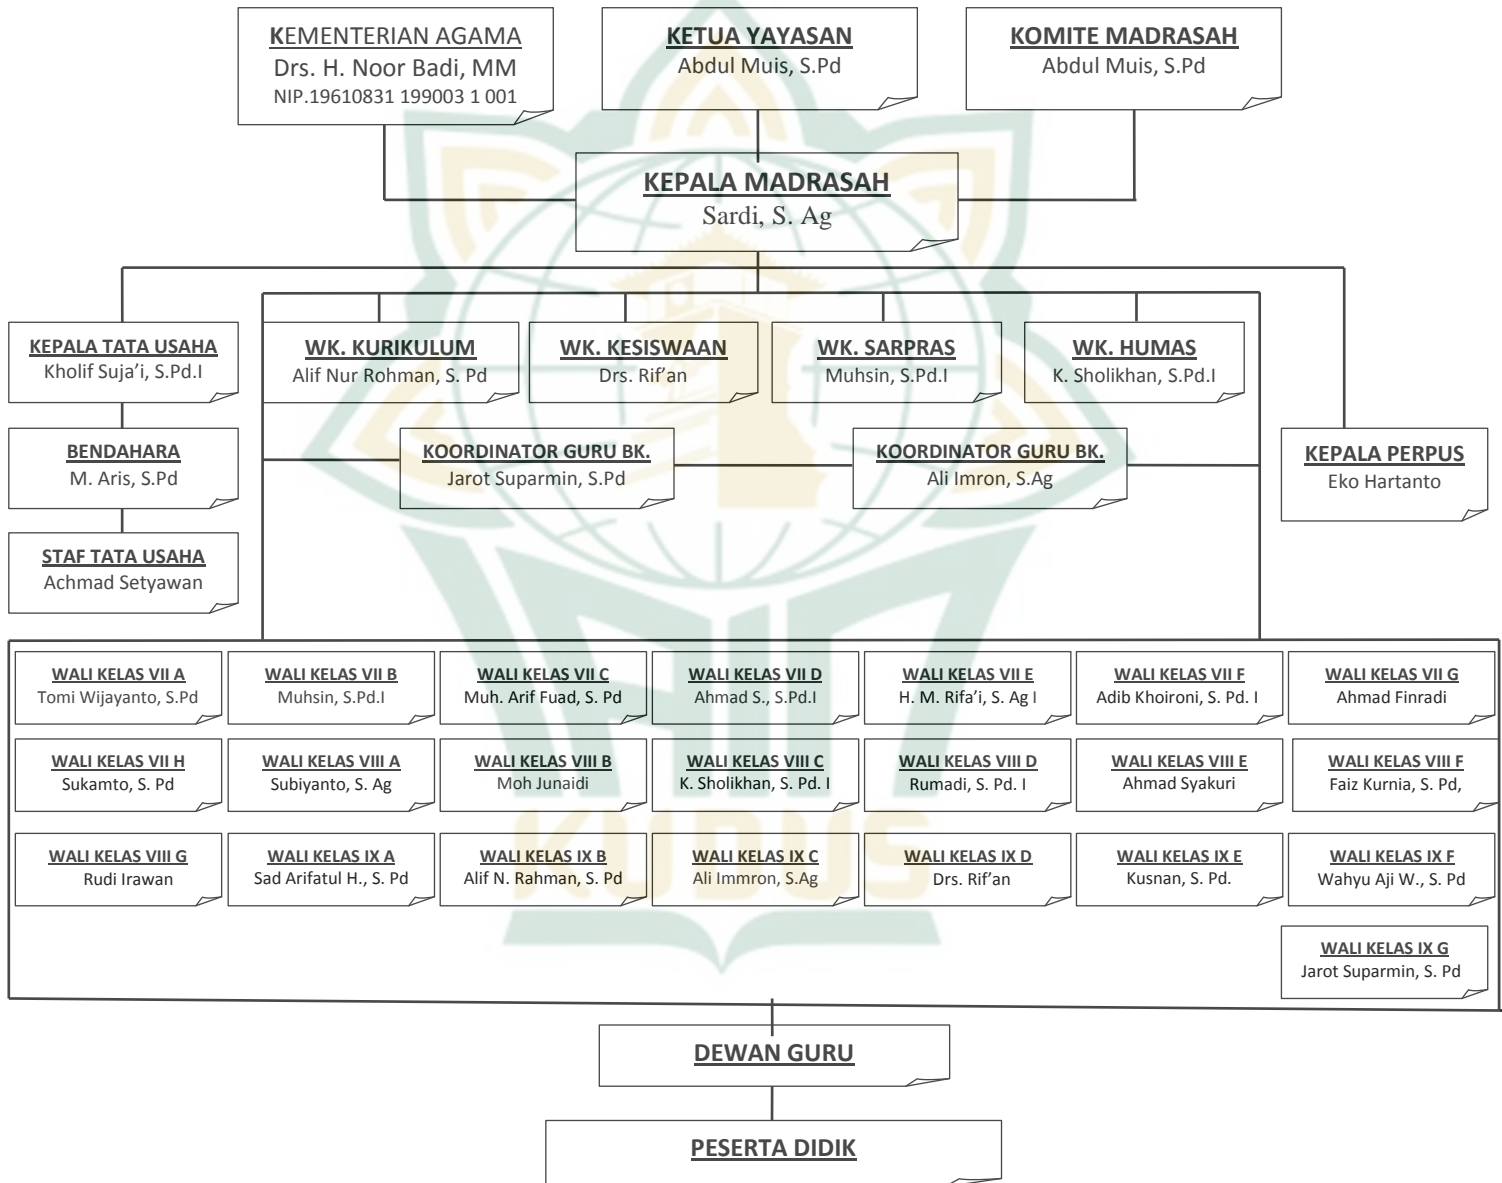 KEMENTERIAN AGAMA
Drs. H. Noor Badi, MM
NIP.19610831 199003 1 001
KETUA YAYASAN
Abdul Muis, S.Pd
KOMITE MADRASAH
Abdul Muis, S.Pd
KEPALA MADRASAH
Sardi, S. Ag
KEPALA TATA USAHA
Kholif Suja’i, S.Pd.I
WK. KURIKULUM
Alif Nur Rohman, S. Pd
WK. KESISWAAN
Drs. Rif’an
WK. SARPRAS
Muhsin, S.Pd.I
WK. HUMAS
K. Sholikhan, S.Pd.I
BENDAHARA
M. Aris, S.Pd
KOORDINATOR GURU BK.
Jarot Suparmin, S.Pd
KOORDINATOR GURU BK.
Ali Imron, S.Ag
KEPALA PERPUS
Eko Hartanto
STAF TATA USAHA
Achmad Setyawan
WALI KELAS VII A
Tomi Wijayanto, S.Pd
WALI KELAS VII B
Muhsin, S.Pd.I
WALI KELAS VII C
Muh. Arif Fuad, S. Pd
WALI KELAS VII D
Ahmad S., S.Pd.I
WALI KELAS VII E
H. M. Rifa’i, S. Ag I
WALI KELAS VII F
Adib Khoironi, S. Pd. I
WALI KELAS VII G
Ahmad Finradi
WALI KELAS VII H
Sukamto, S. Pd
WALI KELAS VIII A
Subiyanto, S. Ag
WALI KELAS VIII B
Moh Junaidi
WALI KELAS VIII C
K. Sholikhan, S. Pd. I
WALI KELAS VIII D
Rumadi, S. Pd. I
WALI KELAS VIII E
Ahmad Syakuri
WALI KELAS VIII F
Faiz Kurnia, S. Pd,
WALI KELAS VIII G
Rudi Irawan
WALI KELAS IX A
Sad Arifatul H., S. Pd
WALI KELAS IX B
Alif N. Rahman, S. Pd
WALI KELAS IX C
Ali Immron, S.Ag
WALI KELAS IX D
Drs. Rif’an
WALI KELAS IX E
Kusnan, S. Pd.
WALI KELAS IX F
Wahyu Aji W., S. Pd
KUDUS
WALI KELAS IX G
Jarot Suparmin, S. Pd
DEWAN GURU
PESERTA DIDIK